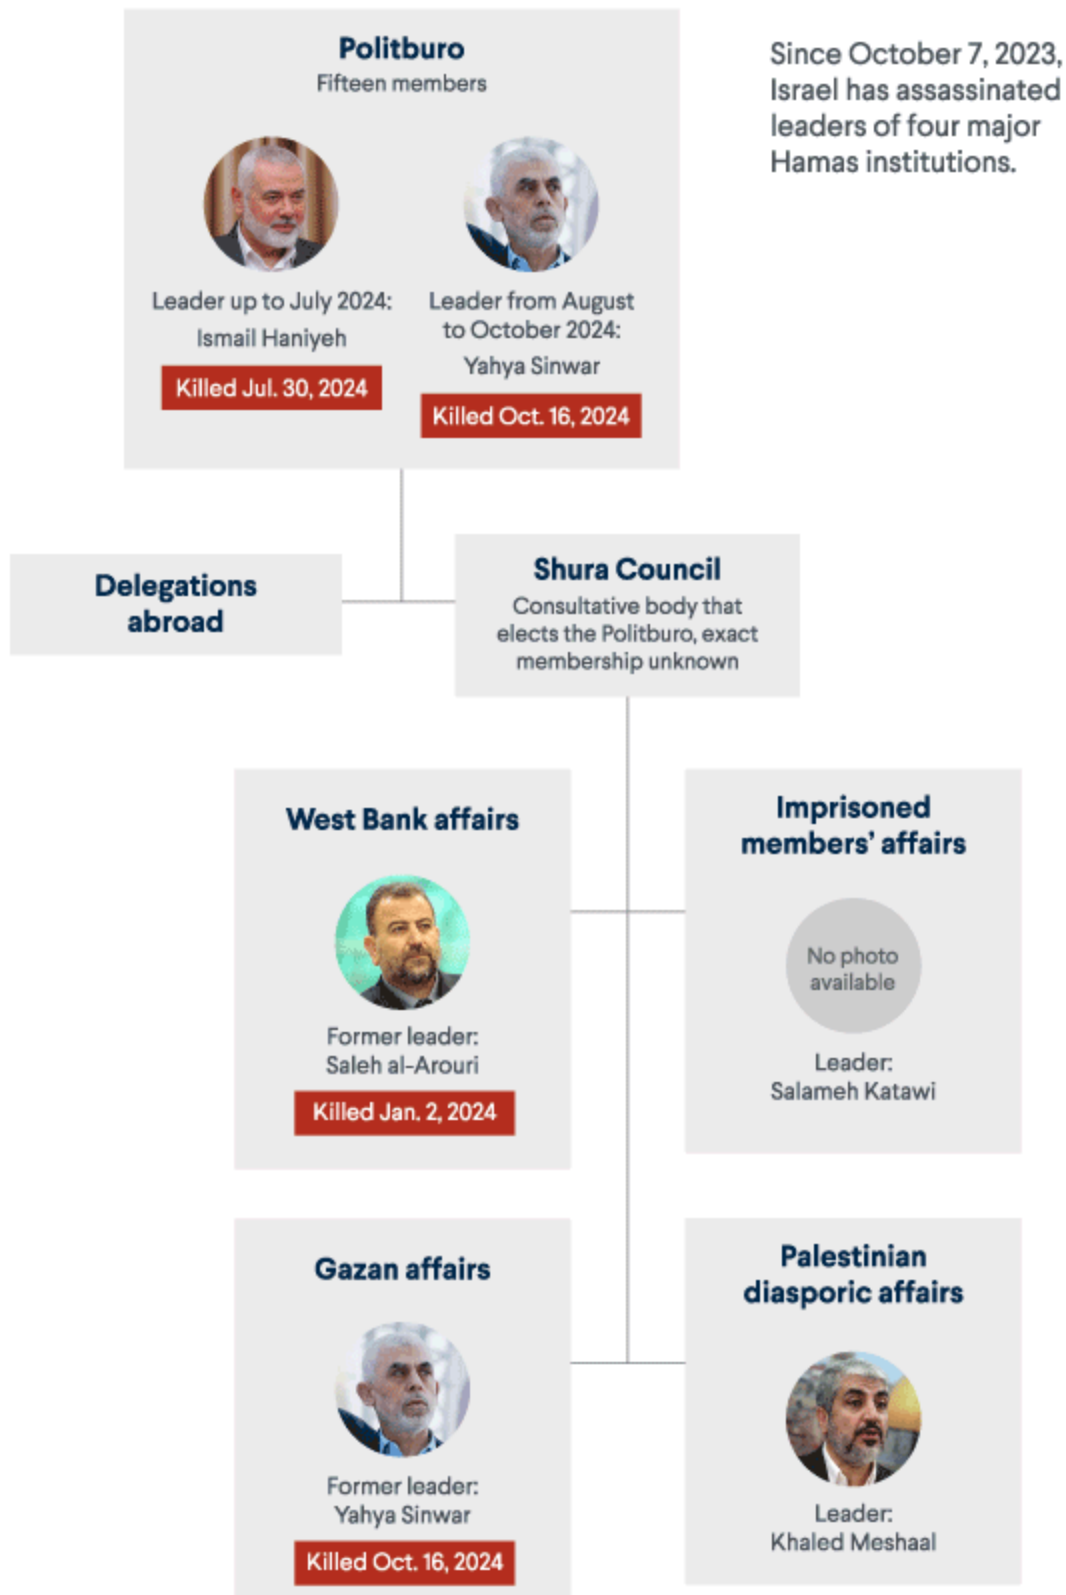 Politburo
Fifteen members
Since October 7, 2023,
Israel has assassinated
leaders of four major
Hamas institutions.
Leader up to July 2024:
Ismail Haniyeh
Killed Jul. 30, 2024
Leader from August
to October 2024:
Yahya Sinwar
Killed Oct. 16, 2024
Delegations
abroad
Shura Council
Consultative body that
elects the Politburo, exact
membership unknown
West Bank affairs
Former leader:
Saleh al-Arouri
Killed Jan. 2, 2024
Imprisoned
members’ affairs
No photo
available
Leader:
Salameh Katawi
Gazan affairs
Former leader:
Yahya Sinwar
Killed Oct. 16, 2024
Palestinian
diasporic affairs
Leader:
Khaled Meshaal